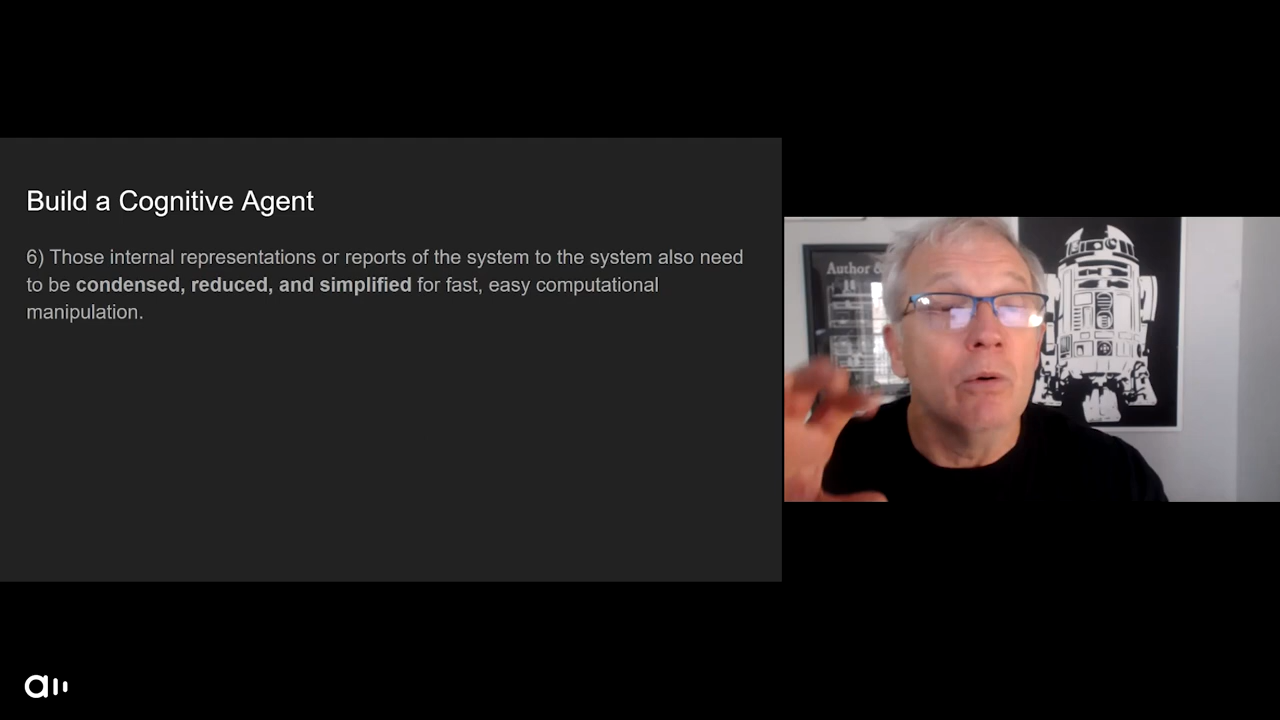 Build a Cognitive Agent
6) Those internal representations or reports of the system to the system also need
to be condensed, reduced, and simplified for fast, easy computational
manipulation.
Author &